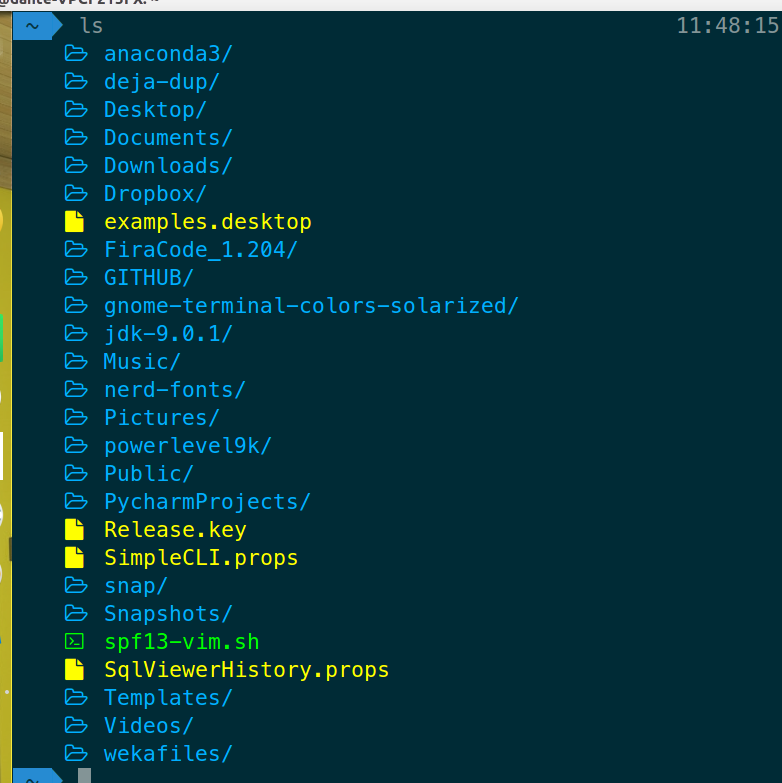 ~ ls 11:48:15
anaconda3/
deja-dup/
Desktop/
Documents/
Downloads/
Dropbox/
examples.desktop
FiraCode_1.204/
GITHUB/
gnome-terminal-colors-solarized/
jdk-9.0.1/
Music/
nerd-fonts/
Pictures/
powerlevel9k/
Public/
PycharmProjects/
Release.key
SimpleCLI.props
snap/
Snapshots/
spf13-vim.sh
SqlViewerHistory.props
Templates/
Videos/
wekafiles/
~